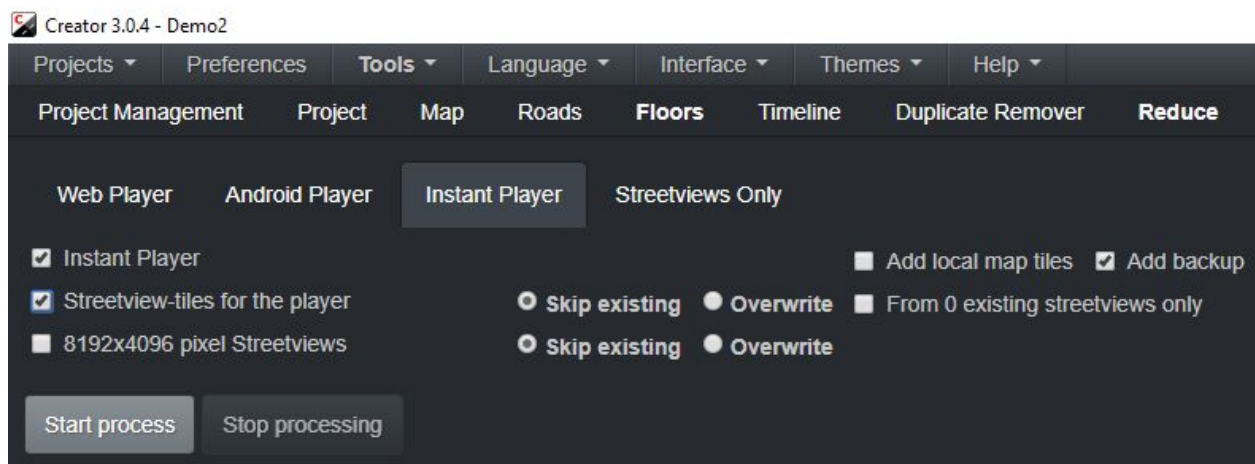 Creator 3.0.4 - Demo2
Projects Preferences Tools Language Interface Themes Help
Project Management Project Map Roads Floors Timeline Duplicate Remover Reduce
Web Player Android Player Instant Player Streetviews Only
Instant Player Add local map tiles Add backup
Streetview-tiles for the player Skip existing Overwrite From 0 existing streetviews only
8192x4096 pixel Streetviews Skip existing Overwrite
Start process Stop processing